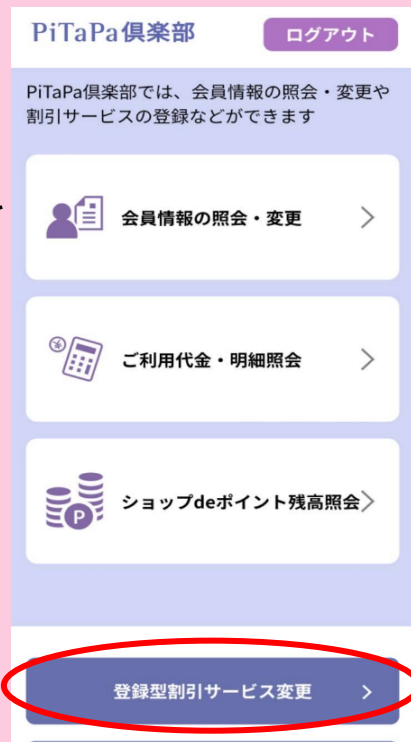 PiTaPa倶楽部
ログアウト
PiTaPa倶楽部では、会員情報の照会・変更や
割引サービスの登録などができます
会員情報の照会・変更
ご利用代金・明細照会
ショップdeポイント残高照会
登録型割引サービス変更